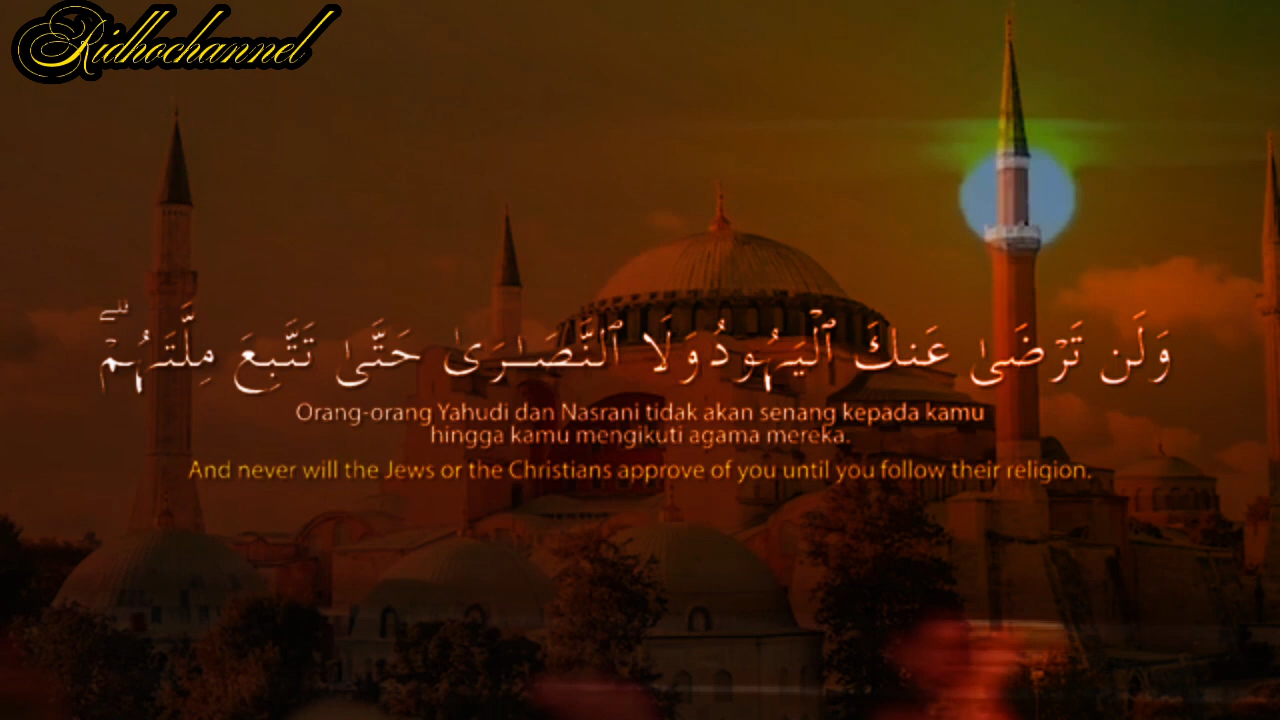 Ridhochannel
وَلَن تَرْضَىٰ عَنكَ ٱلْيَهُودُ وَلَا ٱلنَّصَـٰرَىٰ حَتَّىٰ تَتَّبِعَ مِلَّتَهُمْ ۗ
Orang-orang Yahudi dan Nasrani tidak akan senang kepada kamu
hingga kamu mengikuti agama mereka.
And never will the Jews or the Christians approve of you until you follow their religion.